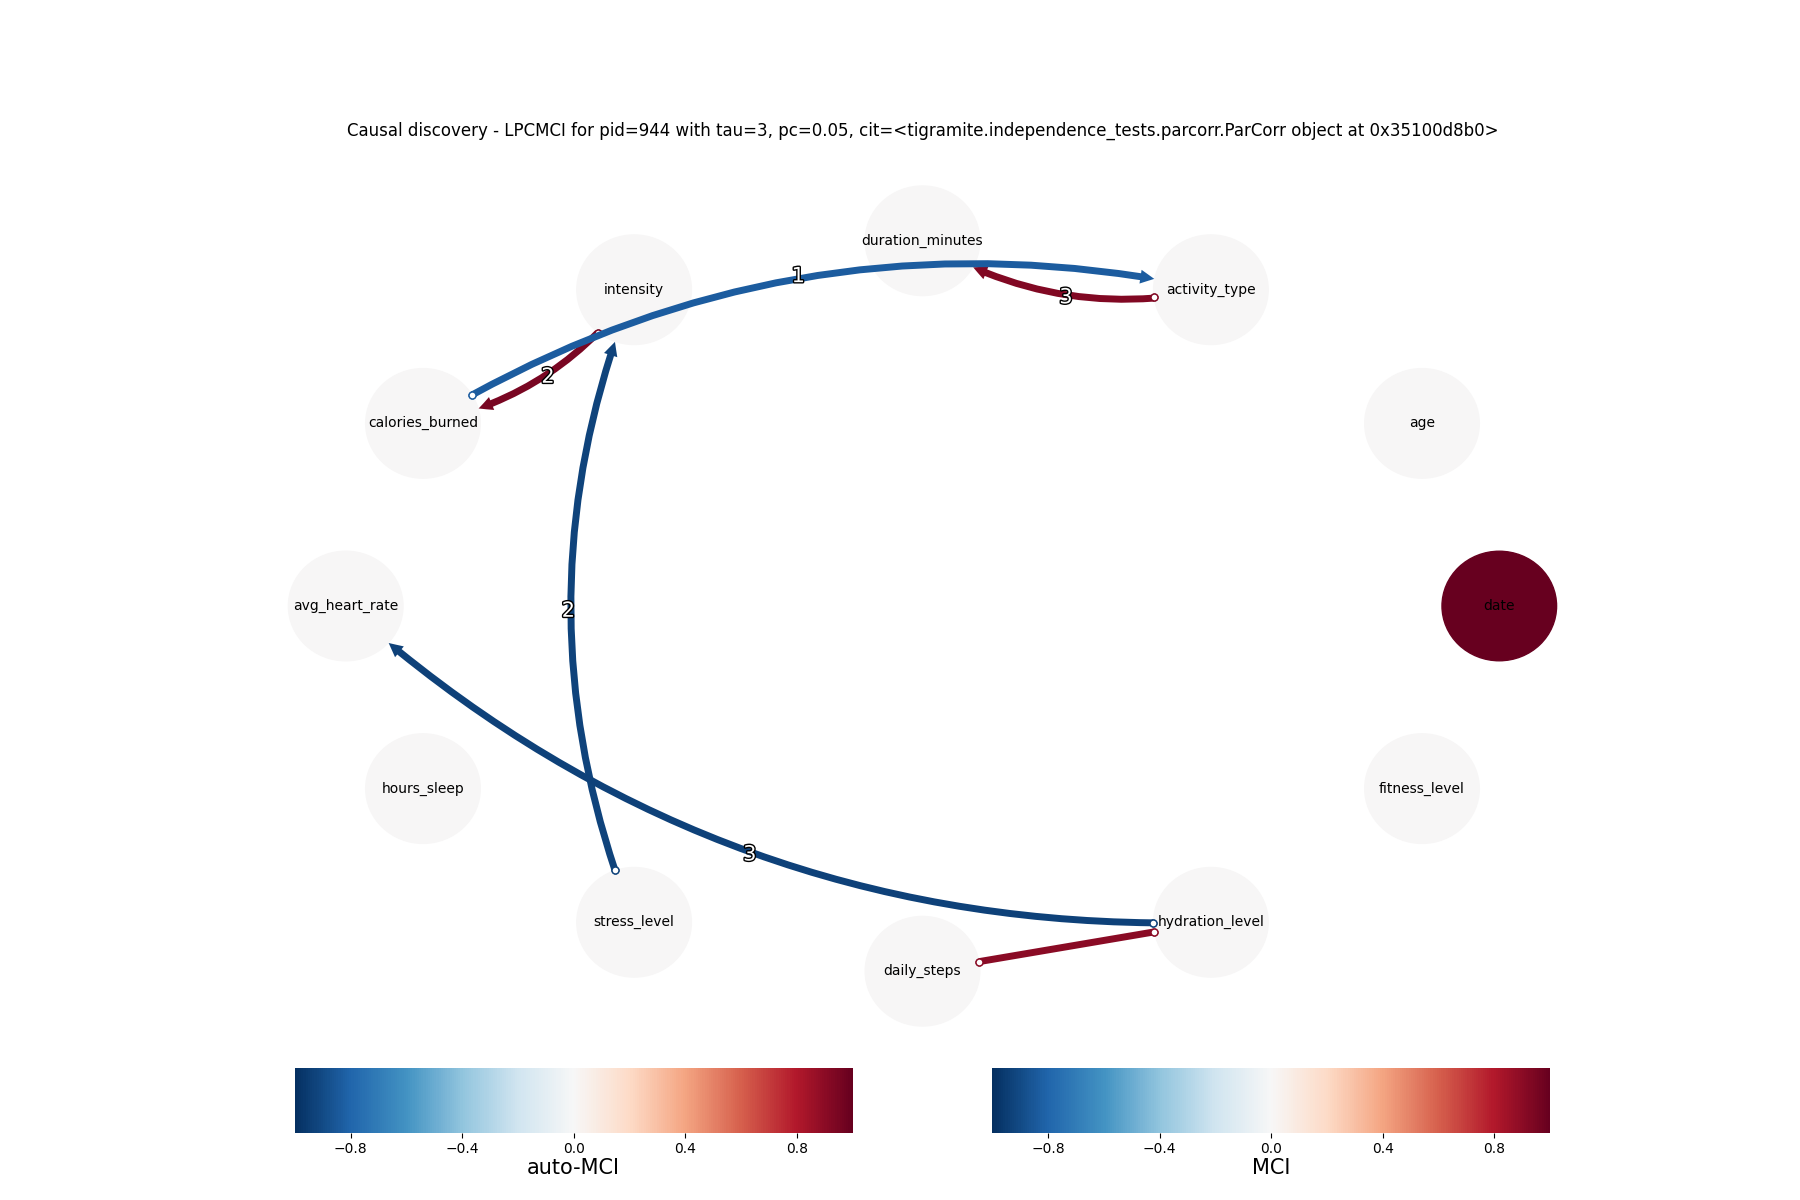 Causal discovery - LPCMCI for pid=944 with tau=3, pc=0.05, cit=<tigramite.independence_tests.parcorr.ParCorr object at 0x35100d8b0>
duration_minutes
1
intensity
activity_type
3
2
calories_burned
age
2
avg_heart_rate
date
hours_sleep
fitness_level
3
stress_level
hydration_level
daily_steps
−0.8 −0.4 0.0 0.4 0.8
auto-MCI
−0.8 −0.4 0.0 0.4 0.8
MCI